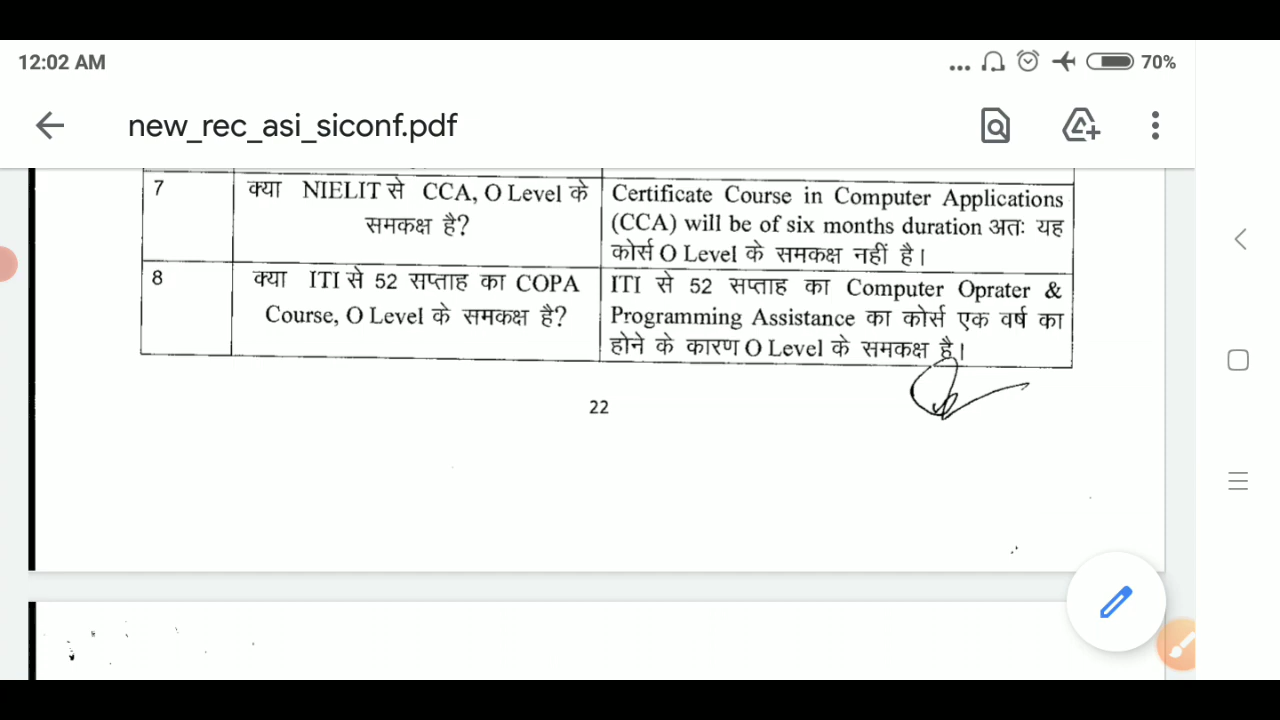 12:02 AM
70%
new_rec_asi_siconf.pdf
7
क्या NIELIT से CCA, O Level के
समकक्ष है?
Certificate Course in Computer Applications
(CCA) will be of six months duration अतः यह
कोर्स O Level के समकक्ष नहीं है।
8
क्या ITI से 52 सप्ताह का COPA
Course, O Level के समकक्ष है?
ITI से 52 सप्ताह का Computer Oprater &
Programming Assistance का कोर्स एक वर्ष का
होने के कारण O Level के समकक्ष है।
22